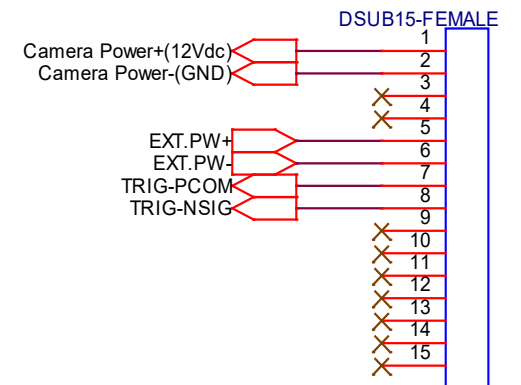 DSUB15-FEMALE
1
Camera Power+(12Vdc)
2
Camera Power-(GND)
3
4
5
EXT.PW+
6
EXT.PW-
7
TRIG-PCOM
8
TRIG-NSIG
9
10
11
12
13
14
15